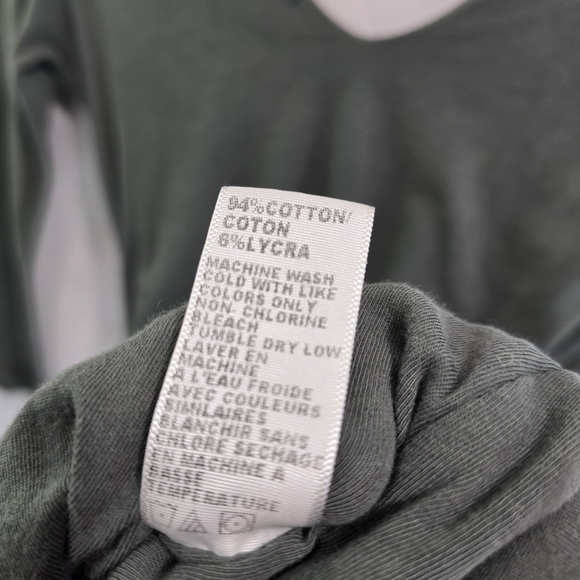 94%COTTON/
COTON
6%LYCRA
MACHINE WASH
COLD WITH LIKE
COLORS ONLY
NON- CHLORINE
BLEACH
TUMBLE DRY LOW
LAVER EN
MACHINE
A L'EAU FROIDE
AVEC COULEURS
SIMILAIRES
BLANCHIR SANS
CHLORE SECHAGE
EN MACHINE A
BASSE
TEMPERATURE